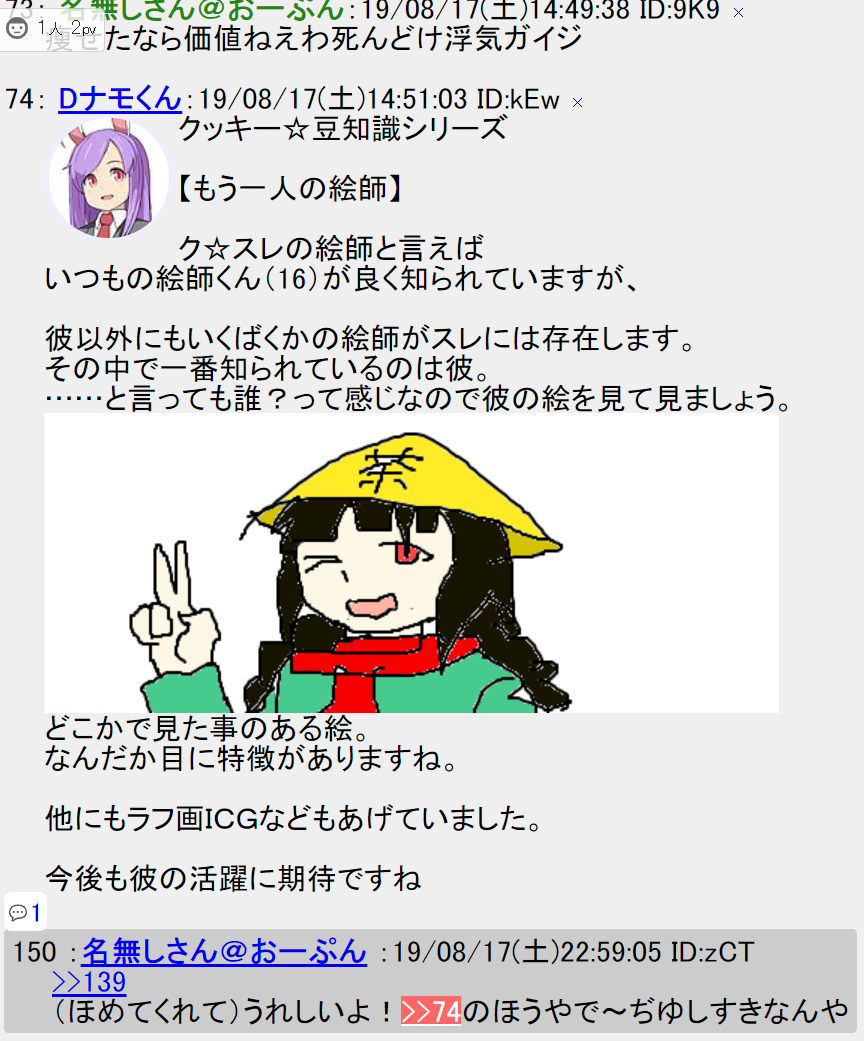 73: 名無しさん@おーぷん:19/08/17(土)14:49:38 ID:9K9 ×
1人 2pv
痩せたなら価値ねえわ死んどけ浮気ガイジ
74: Dナモくん:19/08/17(土)14:51:03 ID:kEw ×
クッキー☆豆知識シリーズ
【もう一人の絵師】
ク☆スレの絵師と言えば
いつもの絵師くん(16)が良く知られていますが、
彼以外にもいくばくかの絵師がスレには存在します。
その中で一番知られているのは彼。
……と言っても誰?って感じなので彼の絵を見て見ましょう。
どこかで見た事のある絵。
なんだか目に特徴がありますね。
他にもラフ画ICGなどもあげていました。
今後も彼の活躍に期待ですね
1
150 :名無しさん@おーぷん :19/08/17(土)22:59:05 ID:zCT
>>139
(ほめてくれて)うれしいよ!>>74のほうやで~ぢゆしすきなんや